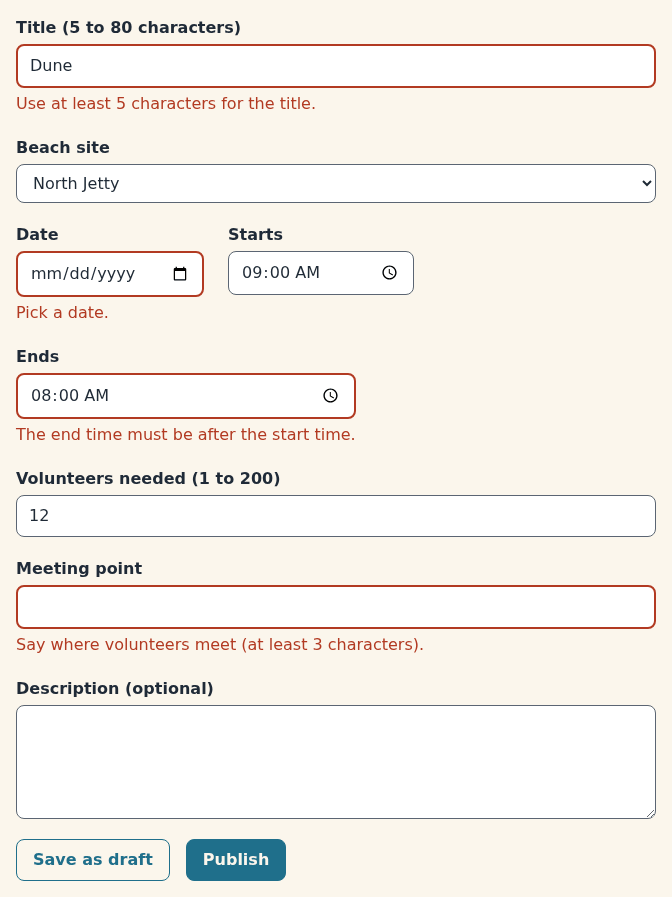 Title (5 to 80 characters)
Dune
Use at least 5 characters for the title.
Beach site
North Jetty
Date
Starts
mm/dd/yyyy
09:00 AM
Pick a date.
Ends
08:00 AM
The end time must be after the start time.
Volunteers needed (1 to 200)
12
Meeting point
Say where volunteers meet (at least 3 characters).
Description (optional)
Save as draft
Publish